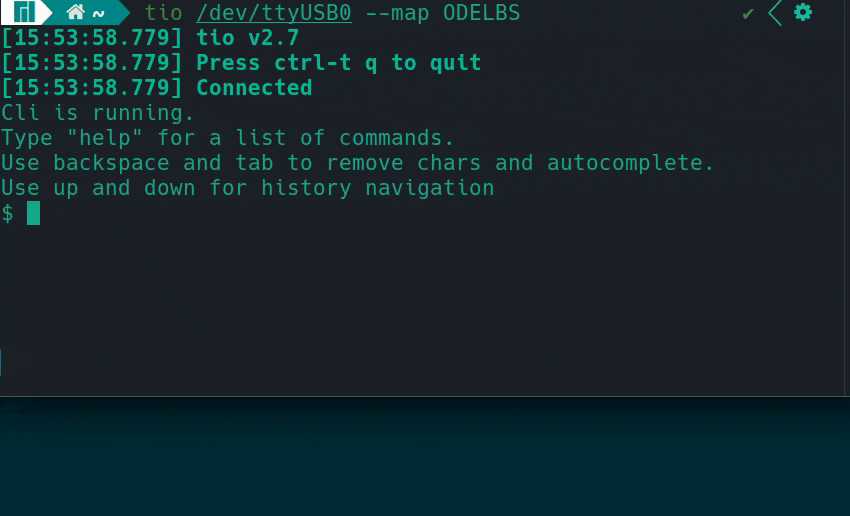 ~ tio /dev/ttyUSB0 --map ODELBS
[15:53:58.779] tio v2.7
[15:53:58.779] Press ctrl-t q to quit
[15:53:58.779] Connected
Cli is running.
Type "help" for a list of commands.
Use backspace and tab to remove chars and autocomplete.
Use up and down for history navigation
$